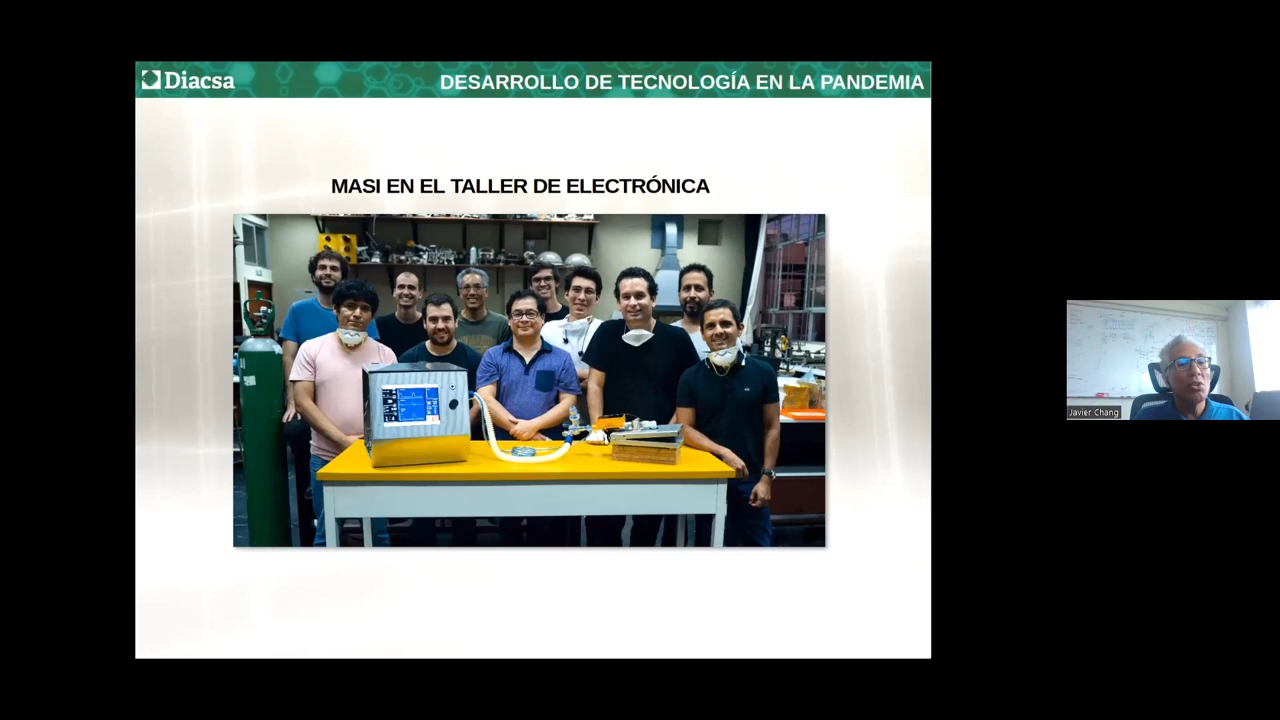 Diacsa
DESARROLLO DE TECNOLOGÍA EN LA PANDEMIA
MASI EN EL TALLER DE ELECTRÓNICA
Javier Chang